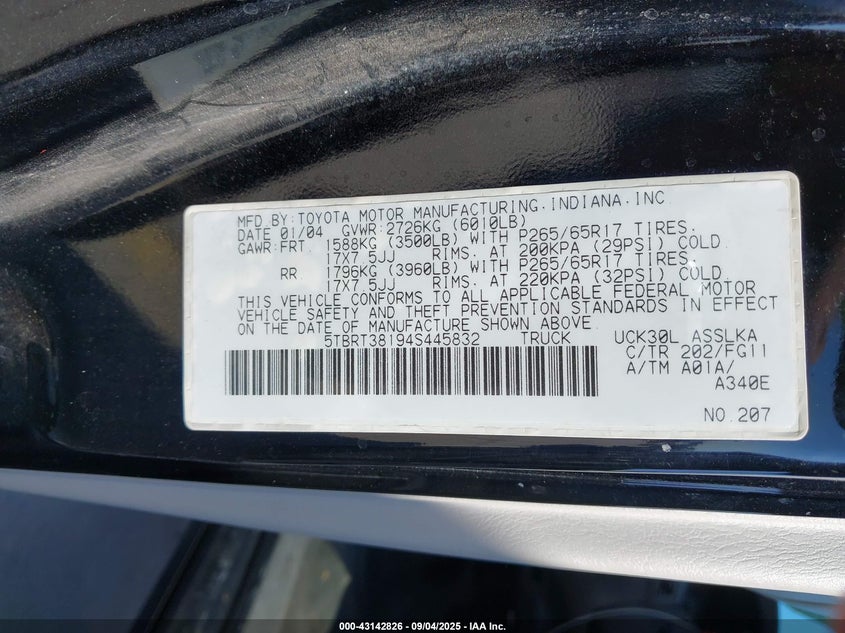 MFD.BY:TOYOTA MOTOR MANUFACTURING.INDIANA,INC.
DATE 01/04 GVWR:2726KG (6010LB)
GAWR:FRT. 1588KG (3500LB) WITH P265/65R17 TIRES.
17X7.5JJ RIMS. AT 200KPA (29PSI) COLD
RR 1796KG (3960LB) WITH P265/65R17 TIRES.
17X7.5JJ RIMS. AT 220KPA (32PSI) COLD
THIS VEHICLE CONFORMS TO ALL APPLICABLE FEDERAL MOTOR
VEHICLE SAFETY AND THEFT PREVENTION STANDARDS IN EFFECT
ON THE DATE OF MANUFACTURE SHOWN ABOVE.
5TBRT38194S445832 TRUCK UCK30L ASSLKA
C/TR 202/FG11
A/TM A01A/
A340E
NO.207
000-43142826 - 09/04/2025 - IAA Inc.